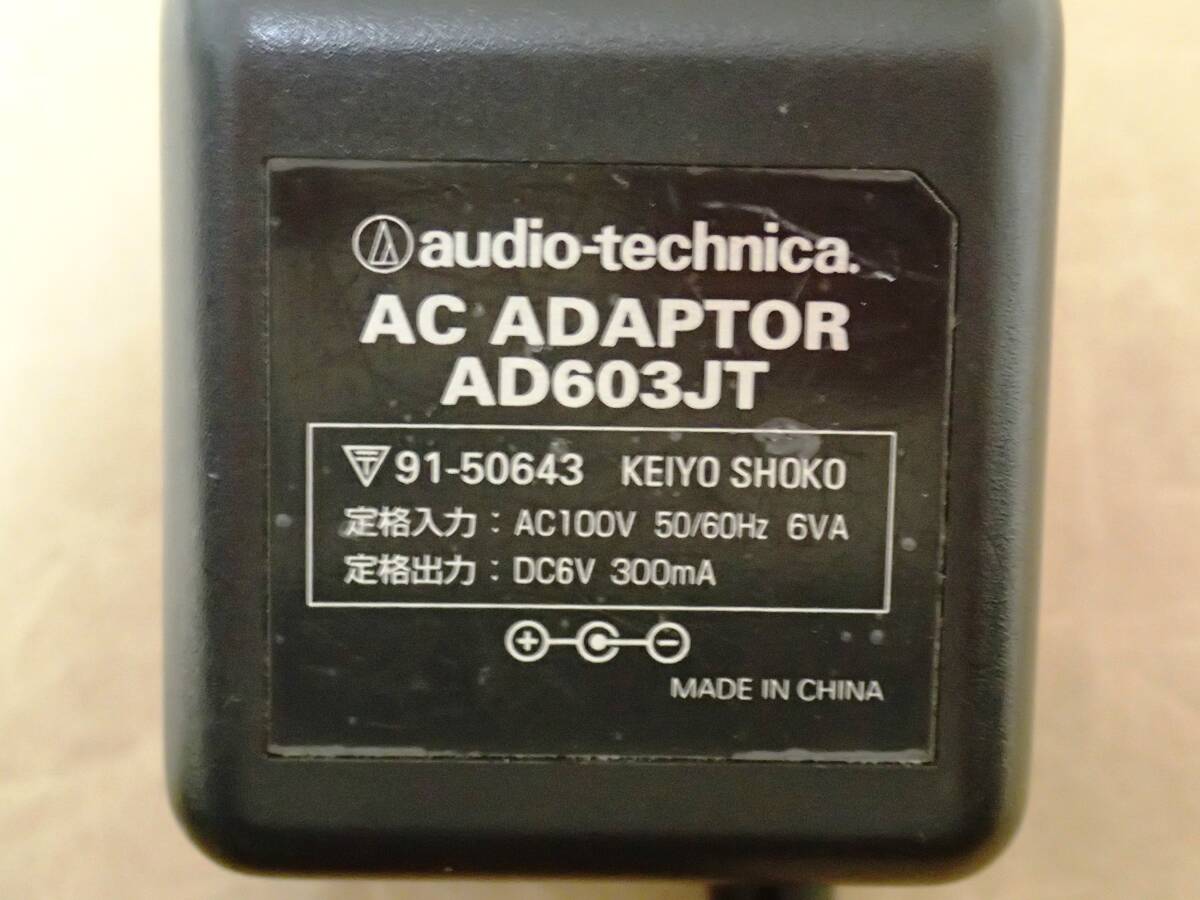 audio-technica.
AC ADAPTOR
AD603JT
91-50643 KEIYO SHOKO
定格入力：AC100V 50/60Hz 6VA
定格出力：DC6V 300mA
+ −
MADE IN CHINA